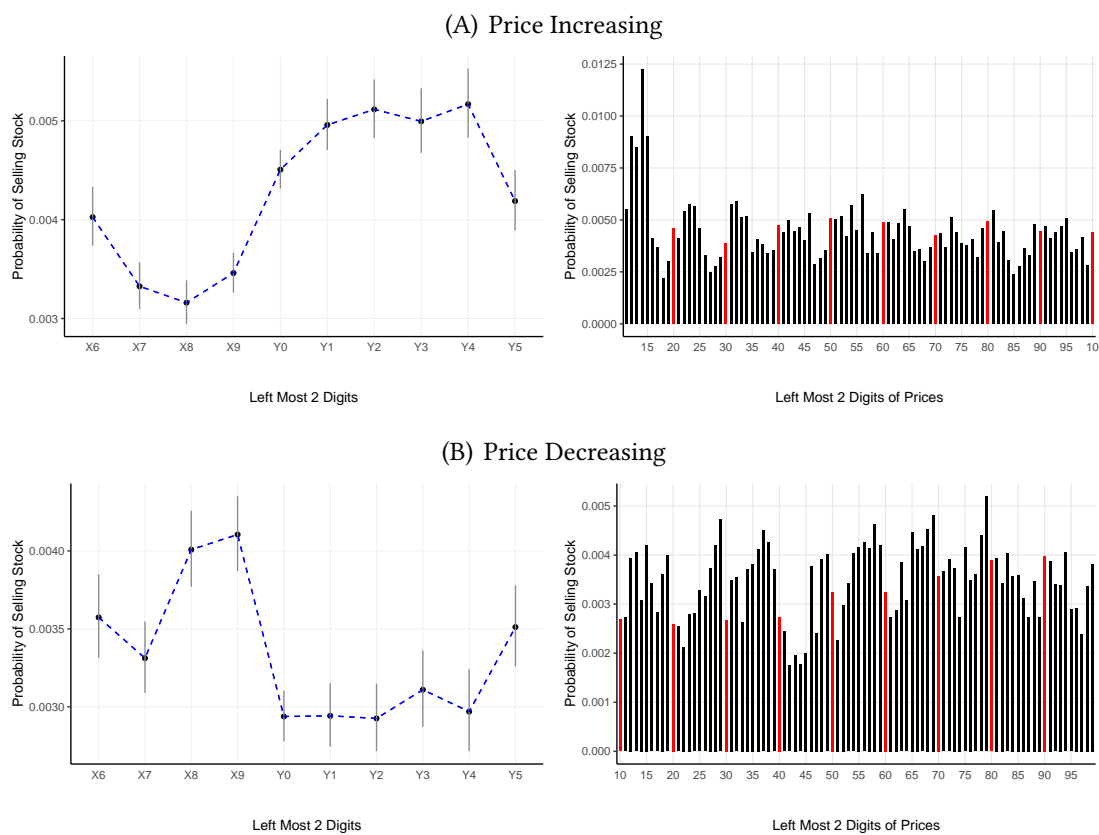 (A) Price Increasing
Probability of Selling Stock
0.005
0.004
0.003
X6 X7 X8 X9 Y0 Y1 Y2 Y3 Y4 Y5
Left Most 2 Digits
Probability of Selling Stock
0.0125
0.0100
0.0075
0.0050
0.0025
0.0000
15 20 25 30 35 40 45 50 55 60 65 70 75 80 85 90 95 10
Left Most 2 Digits of Prices
(B) Price Decreasing
Probability of Selling Stock
0.0040
0.0035
0.0030
X6 X7 X8 X9 Y0 Y1 Y2 Y3 Y4 Y5
Left Most 2 Digits
Probability of Selling Stock
0.005
0.004
0.003
0.002
0.001
0.000
10 15 20 25 30 35 40 45 50 55 60 65 70 75 80 85 90 95
Left Most 2 Digits of Prices